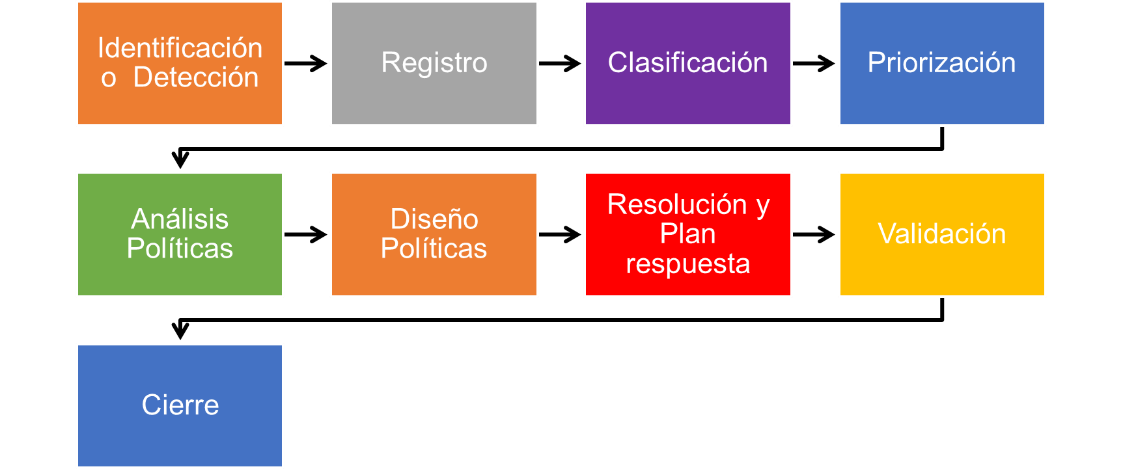 Identificación
o Detección
Registro
Clasificación
Priorización
Análisis
Políticas
Diseño
Políticas
Resolución y
Plan
respuesta
Validación
Cierre